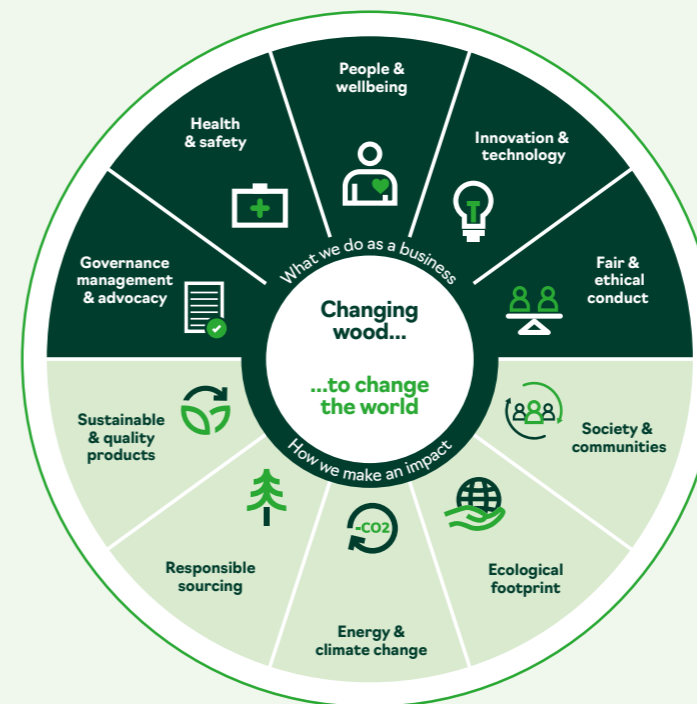 People &
wellbeing
Health
& safety
Innovation &
technology
Governance
management
& advocacy
Fair &
ethical
conduct
What we do as a business
Changing
wood...
...to change
the world
How we make an impact
Sustainable
& quality
products
Society &
communities
Responsible
sourcing
-CO2
Ecological
footprint
Energy &
climate change